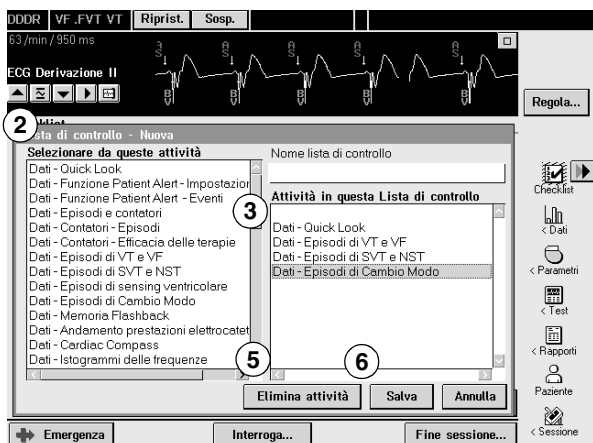 DDDR VF .FVT VT Riprist. Sosp.
63 /min / 950 ms
ECG Derivazione II
3 S A S A S A S A S
B V B V B V B V
Regola...
2
Lista di controllo - Nuova
Selezionare da queste attività
Dati - Quick Look
Dati - Funzione Patient Alert - Impostazior
Dati - Funzione Patient Alert - Eventi
Dati - Episodi e contatori
Dati - Contatori - Episodi
Dati - Contatori - Efficacia delle terapie
Dati - Episodi di VT e VF
Dati - Episodi di SVT e NST
Dati - Episodi di sensing ventricolare
Dati - Episodi di Cambio Modo
Dati - Memoria Flashback
Dati - Andamento prestazioni elettrocatet
Dati - Cardiac Compass
Dati - Istogrammi delle frequenze
Nome lista di controllo
3
Attività in questa Lista di controllo
Dati - Quick Look
Dati - Episodi di VT e VF
Dati - Episodi di SVT e NST
Dati - Episodi di Cambio Modo
5
6
Elimina attività Salva Annulla
Checklist
< Dati
< Parametri
< Test
< Rapporti
Paziente
< Sessione
Emergenza Interroga... Fine sessione...